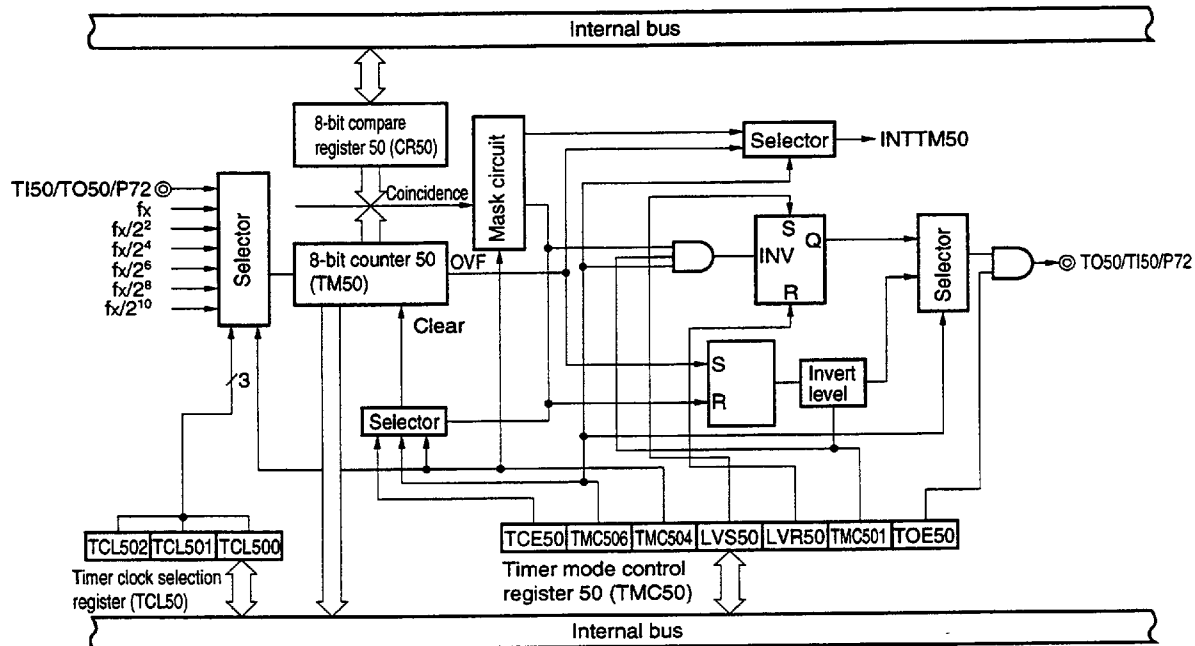 Internal bus
8-bit compare
register 50 (CR50)
Mask circuit
Selector
INTTM50
TI50/TO50/P72
fx
fx/2²
fx/2⁴
fx/2⁶
fx/2⁸
fx/2¹⁰
Selector
Coincidence
8-bit counter 50
(TM50)
OVF
Clear
S
INV
Q
R
Selector
TO50/TI50/P72
S
R
Invert
level
3
Selector
TCL502
TCL501
TCL500
Timer clock selection
register (TCL50)
TCE50
TMC506
TMC504
LVS50
LVR50
TMC501
TOE50
Timer mode control
register 50 (TMC50)
Internal bus